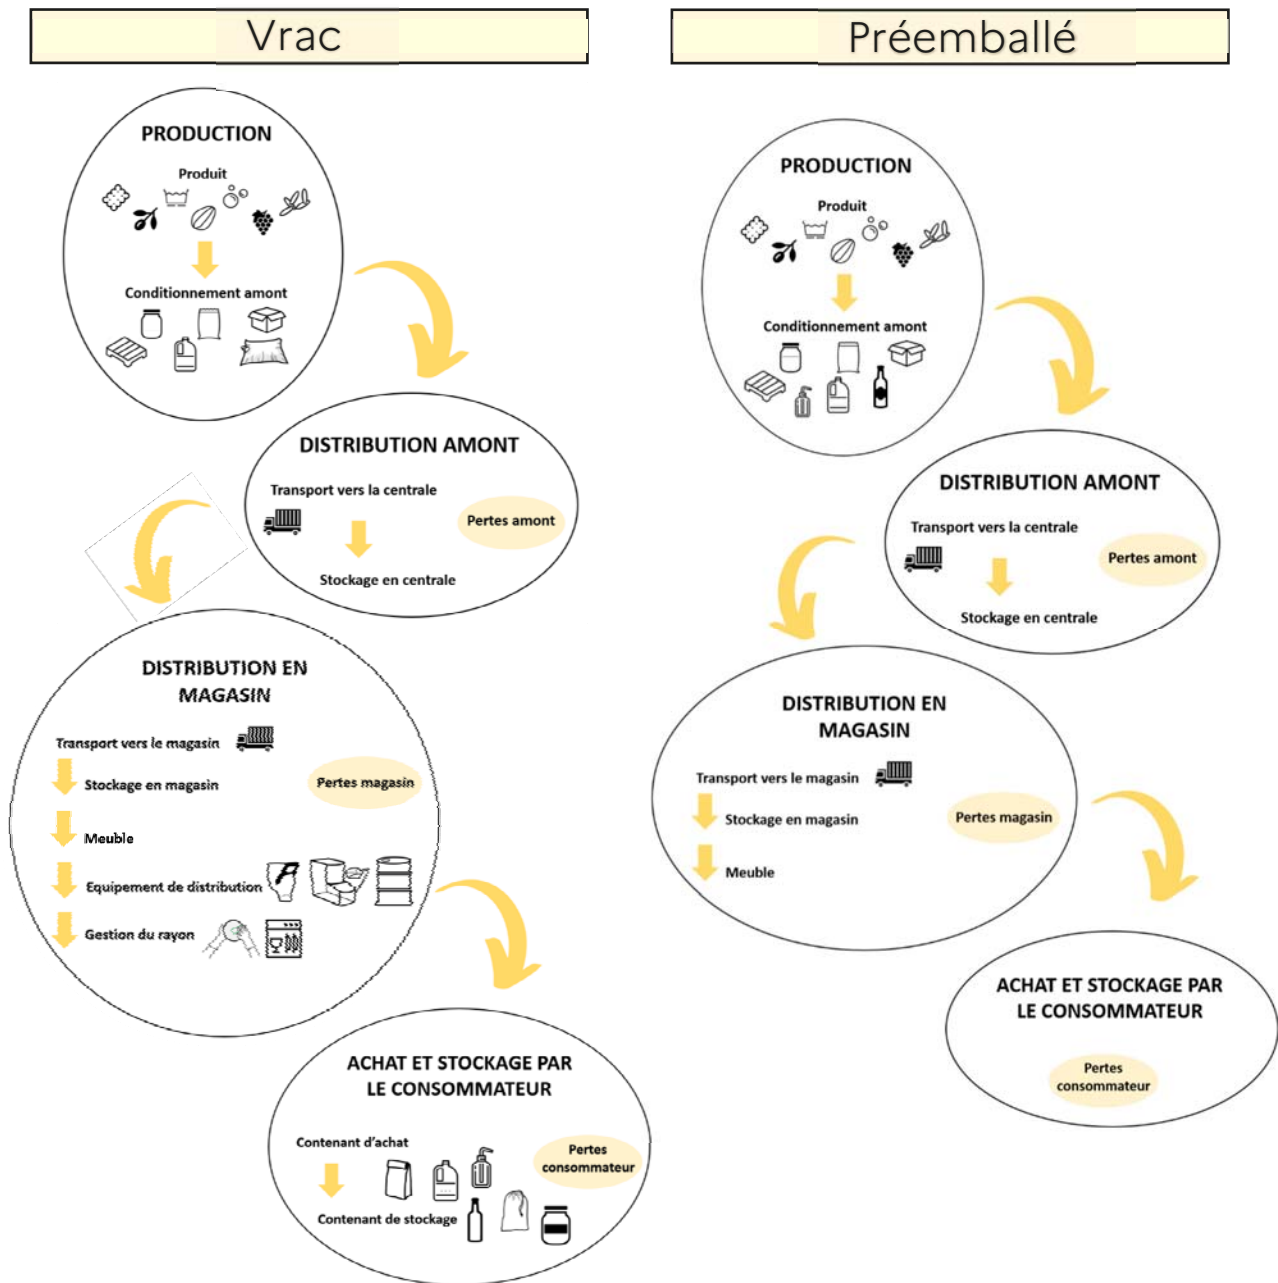 Vrac
PRODUCTION
Produit
Conditionnement amont
DISTRIBUTION AMONT
Transport vers la centrale
Pertes amont
Stockage en centrale
DISTRIBUTION EN
MAGASIN
Transport vers le magasin
Stockage en magasin
Pertes magasin
Meuble
Equipement de distribution
Gestion du rayon
ACHAT ET STOCKAGE PAR
LE CONSOMMATEUR
Contenant d'achat
Pertes
consommateur
Contenant de stockage
Préemballé
PRODUCTION
Produit
Conditionnement amont
DISTRIBUTION AMONT
Transport vers la centrale
Pertes amont
Stockage en centrale
DISTRIBUTION EN
MAGASIN
Transport vers le magasin
Stockage en magasin
Pertes magasin
Meuble
ACHAT ET STOCKAGE PAR
LE CONSOMMATEUR
Pertes
consommateur